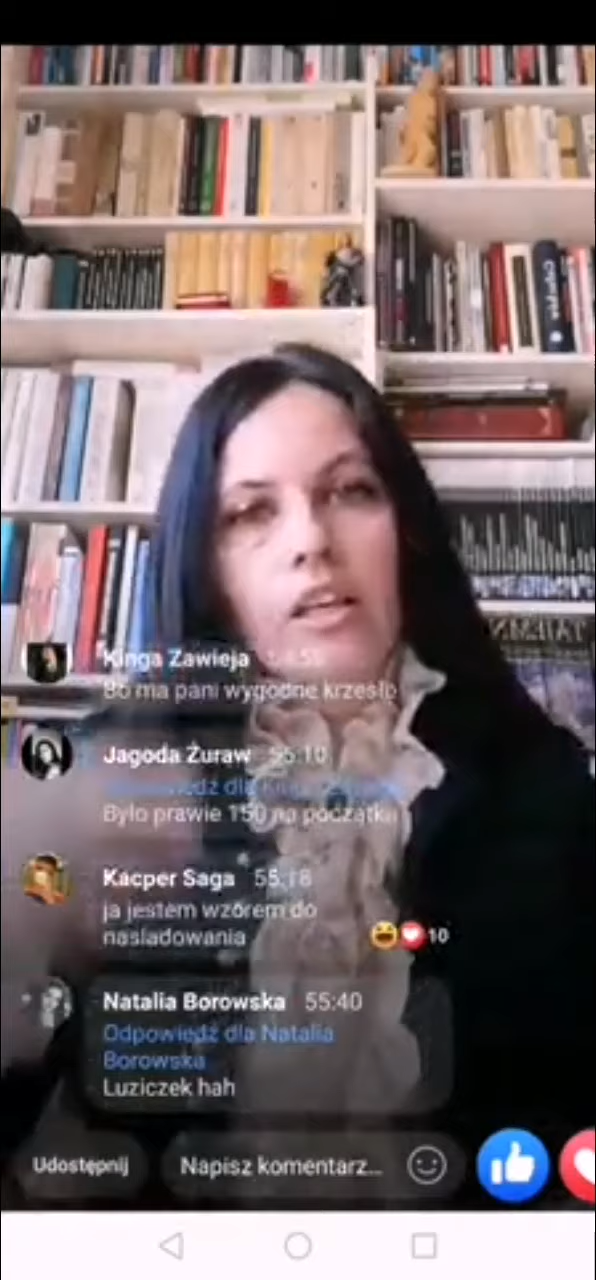 Kinga Zawieja
Bo ma pani wygodne krzesło
Jagoda Żuraw 55:10
Było prawie 150 na początku
Kacper Saga 55:18
ja jestem wzorem do
nasladowania
10
Natalia Borowska 55:40
Odpowiedź dla Natalia
Borowska
Luziczek hah
Udostępnij
Napisz komentarz...